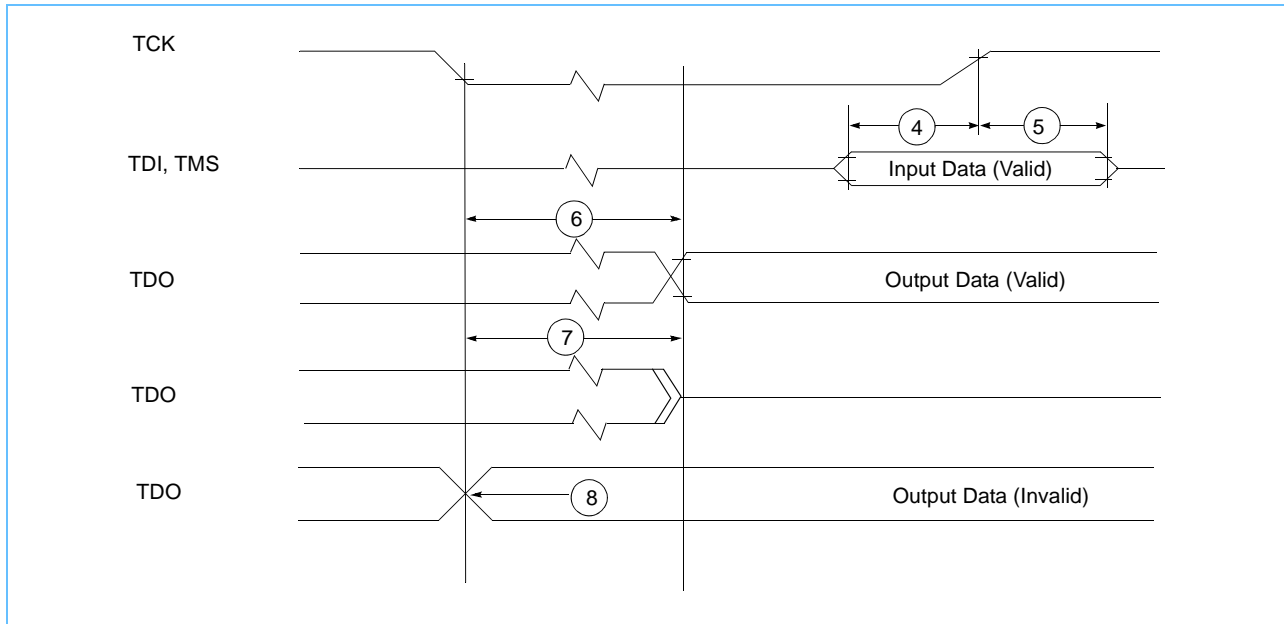 TCK
4
5
TDI, TMS
Input Data (Valid)
6
TDO
Output Data (Valid)
7
TDO
TDO
8
Output Data (Invalid)